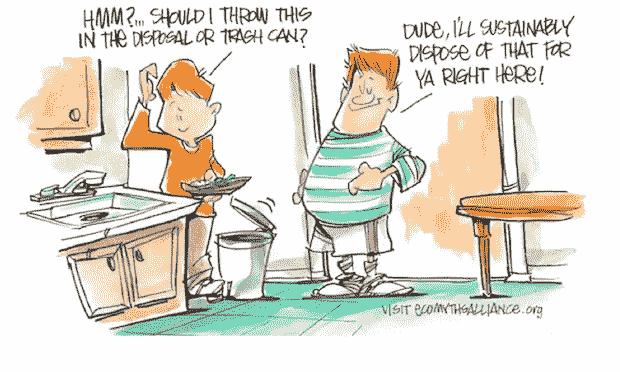 HMM?... SHOULD I THROW THIS
IN THE DISPOSAL OR TRASH CAN?
DUDE, I'LL SUSTAINABLY
DISPOSE OF THAT FOR
YA RIGHT HERE!
VISIT ecomythsalliance.org